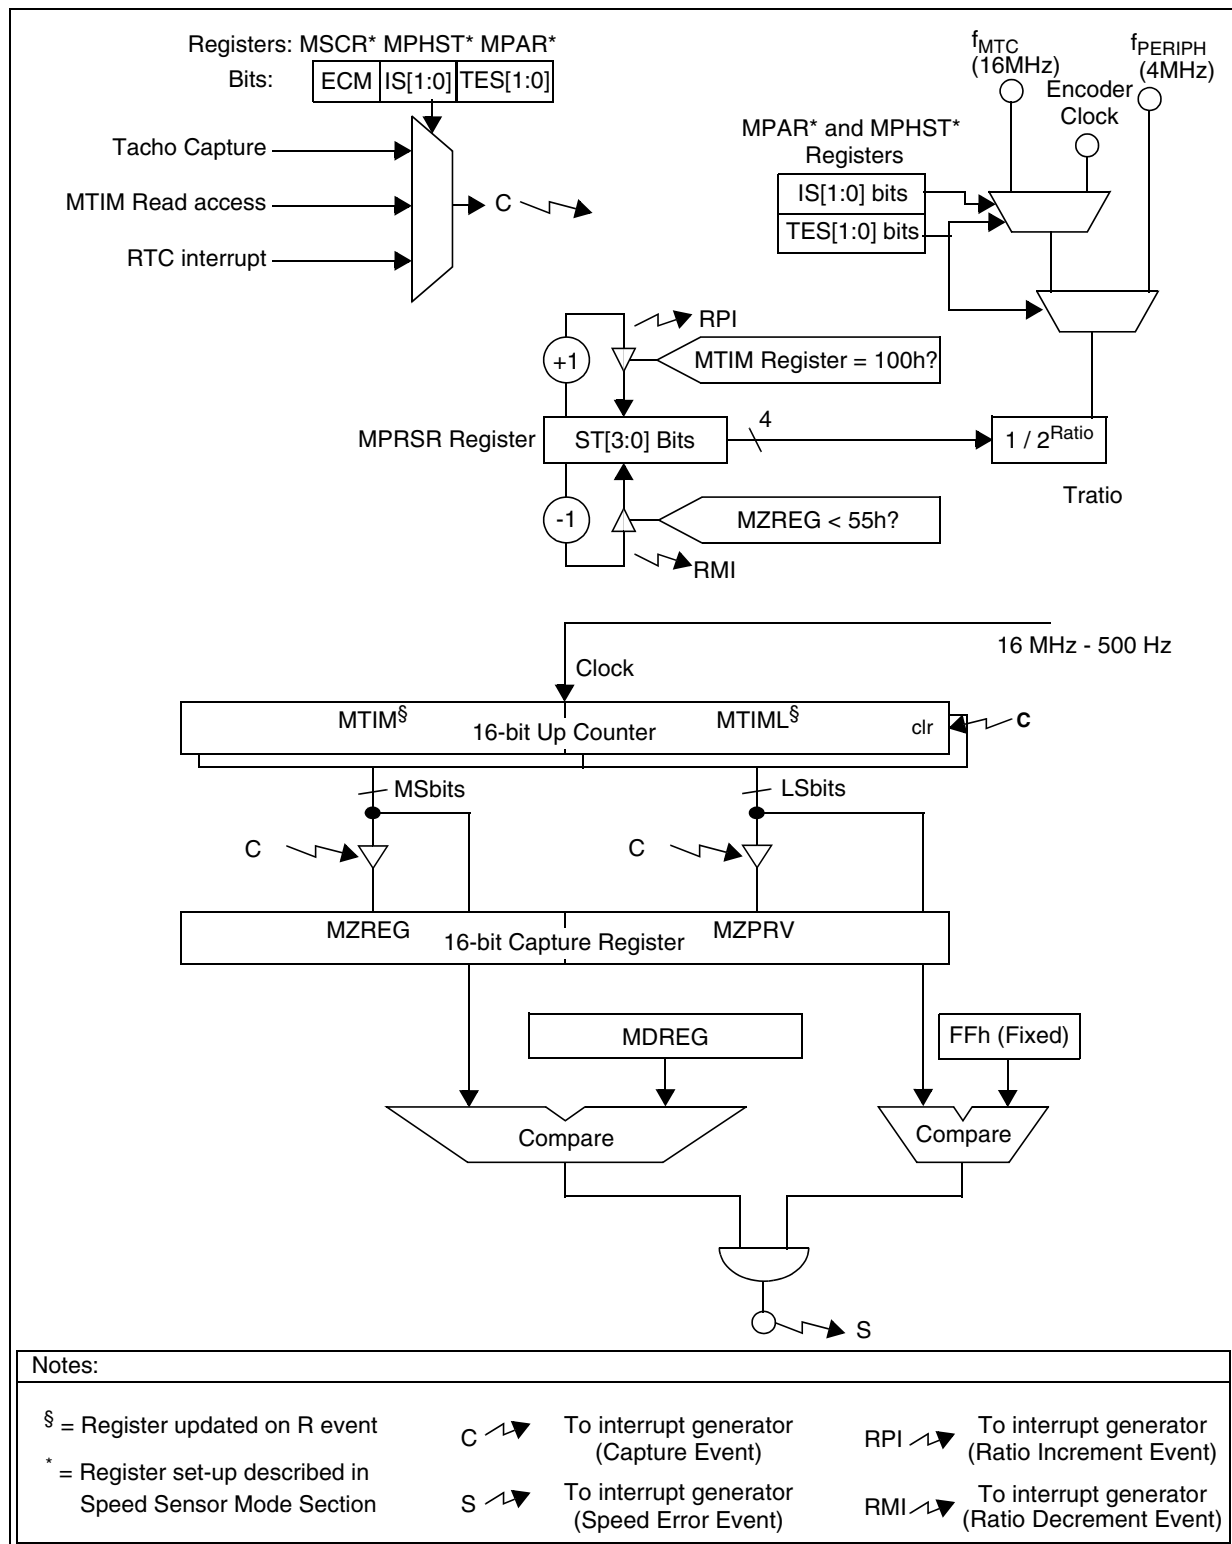 Registers: MSCR* MPHST* MPAR*
Bits: ECM IS[1:0] TES[1:0]
Tacho Capture
MTIM Read access
RTC interrupt
C
fMTC
(16MHz)
fPERIPH
(4MHz)
Encoder
Clock
MPAR* and MPHST*
Registers
IS[1:0] bits
TES[1:0] bits
RPI
+1
MTIM Register = 100h?
MPRSR Register
ST[3:0] Bits
4
1 / 2^Ratio
Tratio
-1
MZREG < 55h?
RMI
16 MHz - 500 Hz
Clock
MTIM§
16-bit Up Counter
MTIML§
clr
C
MSbits
LSbits
C
C
MZREG
16-bit Capture Register
MZPRV
MDREG
FFh (Fixed)
Compare
Compare
S
Notes:
§ = Register updated on R event
* = Register set-up described in
Speed Sensor Mode Section
C
To interrupt generator
(Capture Event)
S
To interrupt generator
(Speed Error Event)
RPI
To interrupt generator
(Ratio Increment Event)
RMI
To interrupt generator
(Ratio Decrement Event)